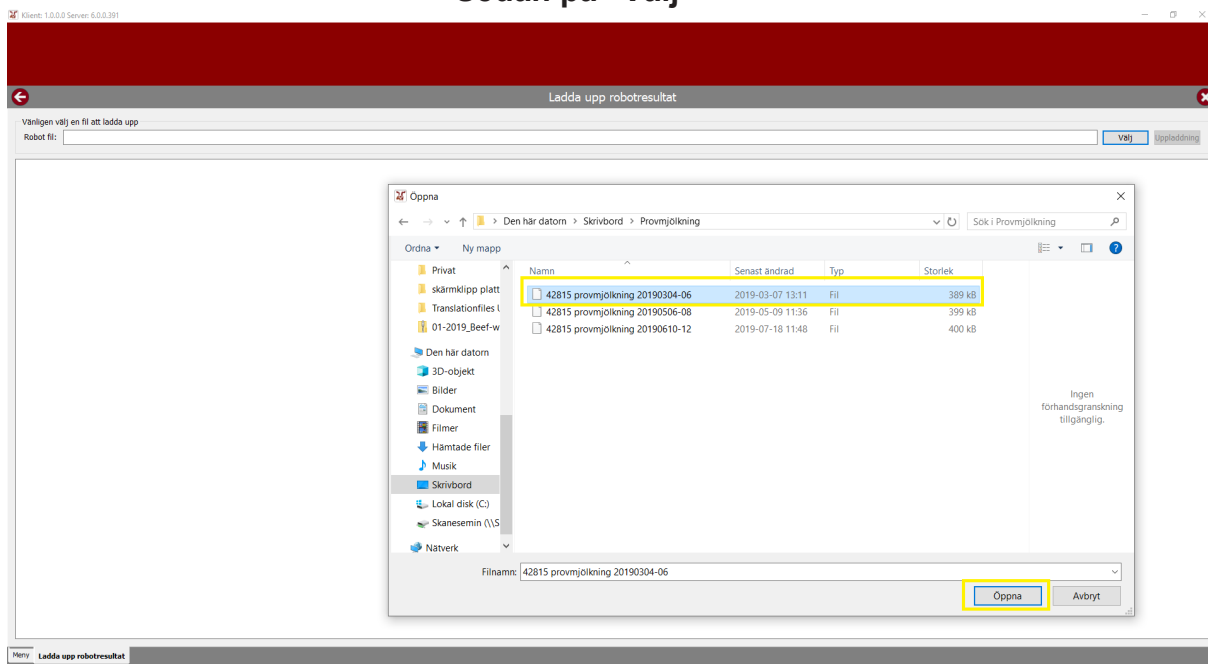 Klient: 1.0.0.0 Server: 6.0.0.391
Ladda upp robotresultat
Vänligen välj en fil att ladda upp
Robot fil:
Välj
Uppladdning
Öppna
Den här datorn > Skrivbord > Provmjölkning
Sök i Provmjölkning
Ordna
Ny mapp
Privat
skärmklipp platt
Translationfiles
01-2019_Beef-w
Den här datorn
3D-objekt
Bilder
Dokument
Filmer
Hämtade filer
Musik
Skrivbord
Lokal disk (C:)
Skanesemin (\\S
Nätverk
Namn Senast ändrad Typ Storlek
42815 provmjölkning 20190304-06 2019-03-07 13:11 Fil 389 kB
42815 provmjölkning 20190506-08 2019-05-09 11:36 Fil 399 kB
42815 provmjölkning 20190610-12 2019-07-18 11:48 Fil 400 kB
Ingen
förhandsgranskning
tillgänglig.
Filnamn: 42815 provmjölkning 20190304-06
Öppna
Avbryt
Meny
Ladda upp robotresultat